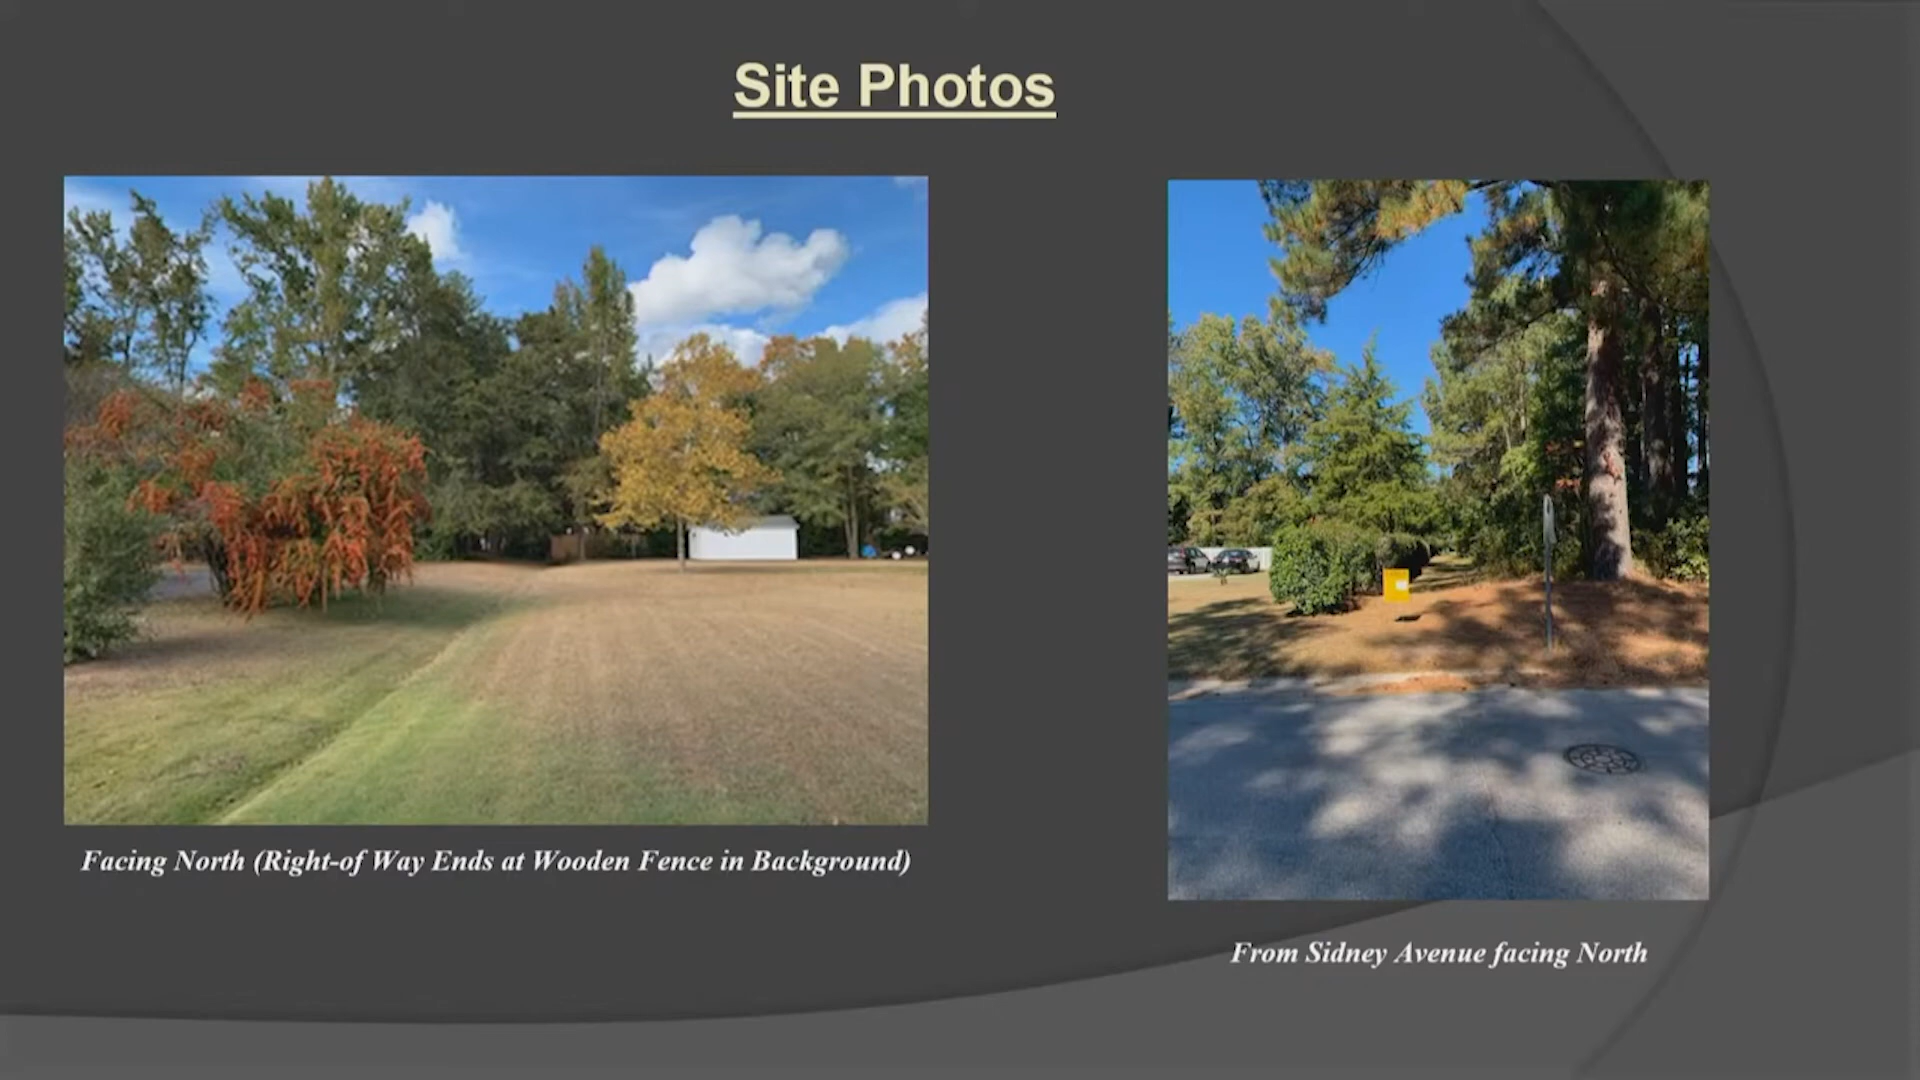 Site Photos
Facing North (Right-of Way Ends at Wooden Fence in Background)
From Sidney Avenue facing North